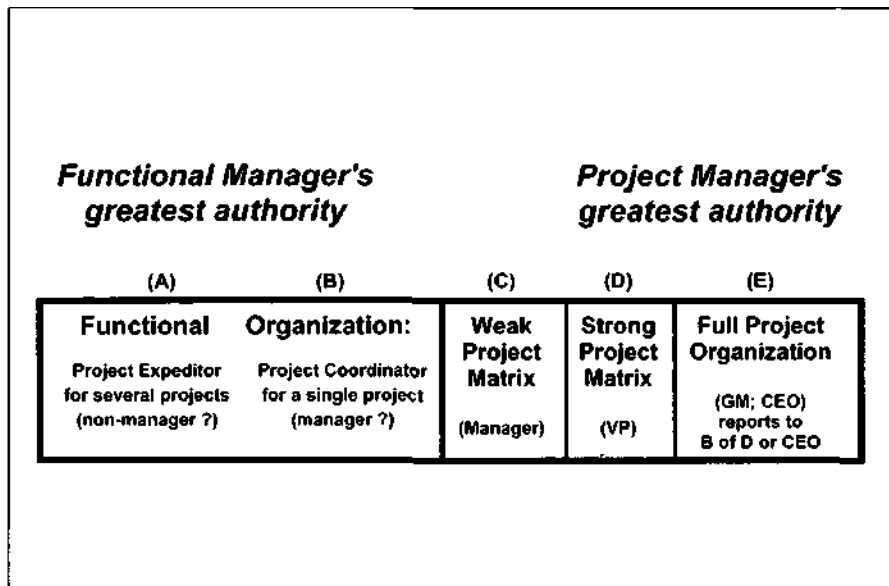 Functional Manager's
greatest authority
Project Manager's
greatest authority
(A) (B) (C) (D) (E)
Functional Organization:
Project Expeditor
for several projects
(non-manager ?)
Project Coordinator
for a single project
(manager ?)
Weak
Project
Matrix
(Manager)
Strong
Project
Matrix
(VP)
Full Project
Organization
(GM; CEO)
reports to
B of D or CEO